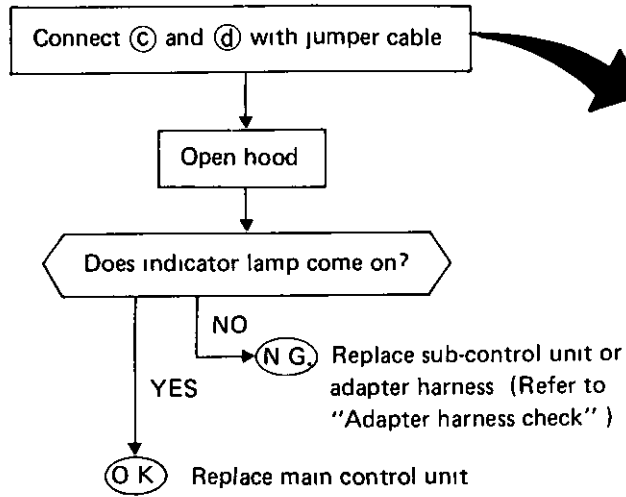 Connect ⓒ and ⓓ with jumper cable
Open hood
Does indicator lamp come on?
NO
N G. Replace sub-control unit or
adapter harness (Refer to
"Adapter harness check")
YES
O K Replace main control unit